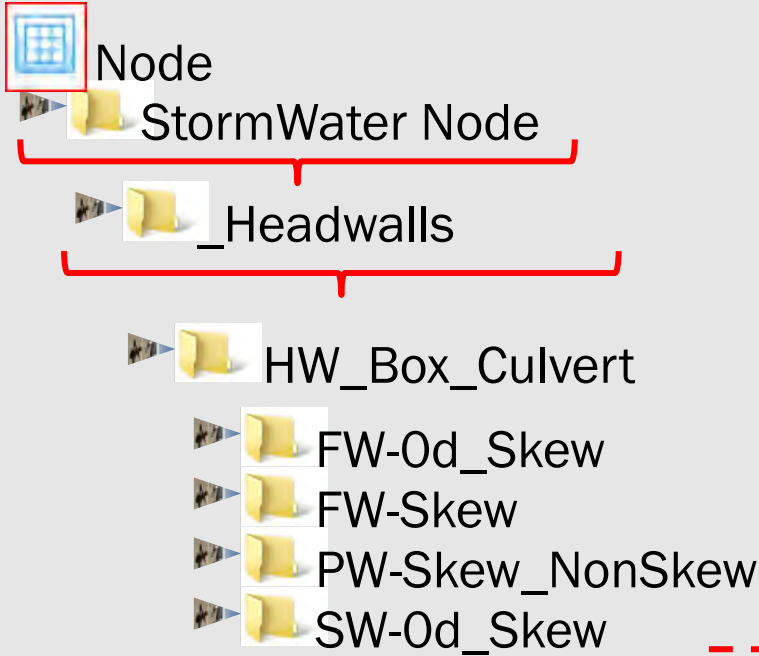 Node
StormWater Node
_Headwalls
HW_Box_Culvert
FW-0d_Skew
FW-Skew
PW-Skew_NonSkew
SW-0d_Skew